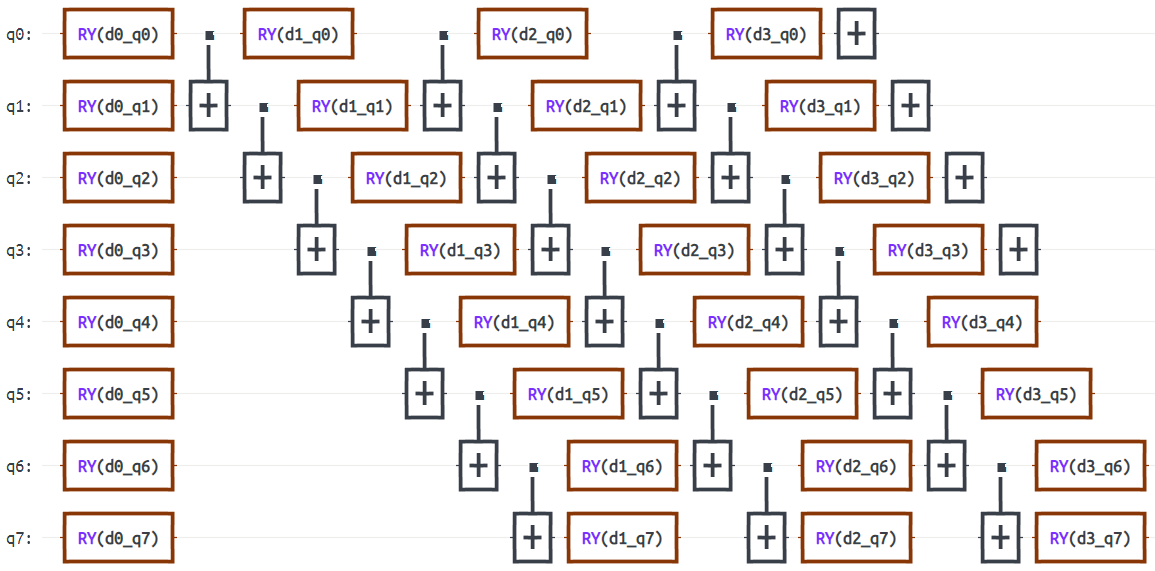 q0: RY(d0_q0) RY(d1_q0) RY(d2_q0) RY(d3_q0) +
q1: RY(d0_q1) + RY(d1_q1) + RY(d2_q1) + RY(d3_q1) +
q2: RY(d0_q2) + RY(d1_q2) + RY(d2_q2) + RY(d3_q2) +
q3: RY(d0_q3) + RY(d1_q3) + RY(d2_q3) + RY(d3_q3) +
q4: RY(d0_q4) + RY(d1_q4) + RY(d2_q4) + RY(d3_q4)
q5: RY(d0_q5) + RY(d1_q5) + RY(d2_q5) + RY(d3_q5)
q6: RY(d0_q6) + RY(d1_q6) + RY(d2_q6) + RY(d3_q6)
q7: RY(d0_q7) + RY(d1_q7) + RY(d2_q7) + RY(d3_q7)